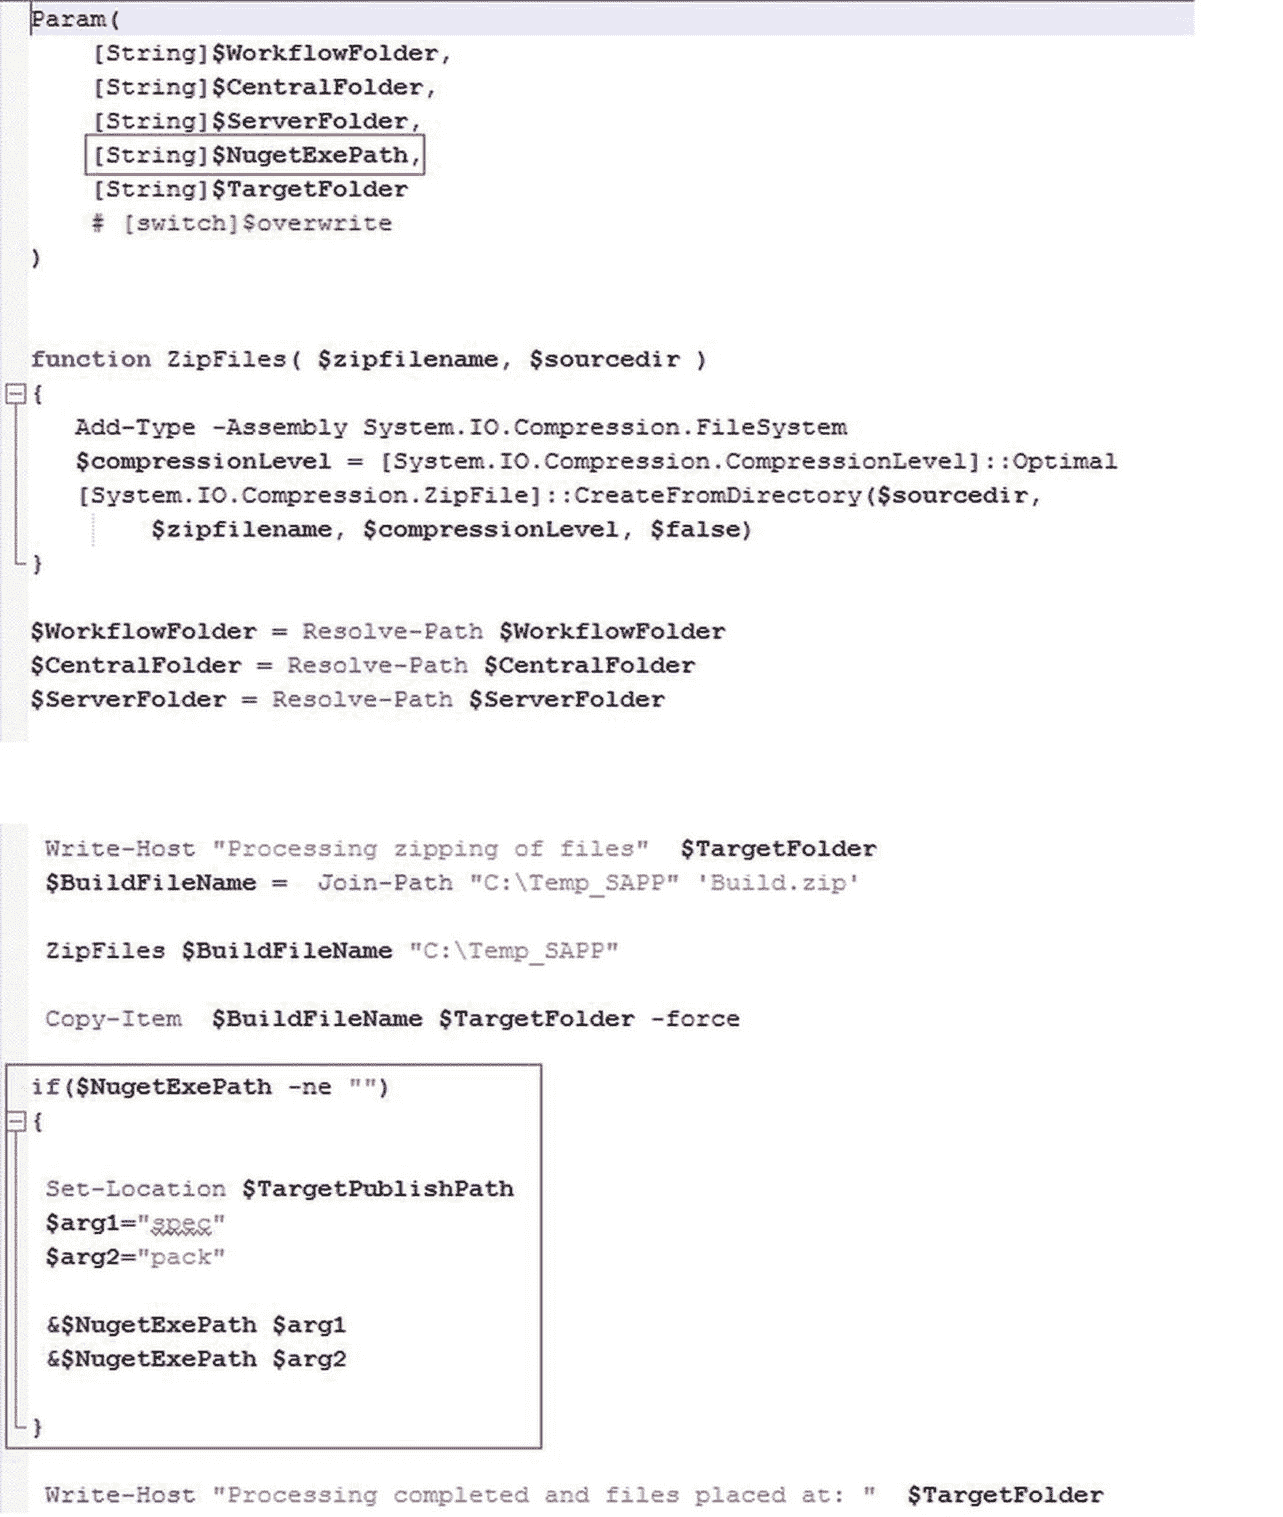 Param(
[String]$WorkflowFolder,
[String]$CentralFolder,
[String]$ServerFolder,
[String]$NugetExePath,
[String]$TargetFolder
# [switch]$overwrite
)
function ZipFiles( $zipfilename, $sourcedir )
{
Add-Type -Assembly System.IO.Compression.FileSystem
$compressionLevel = [System.IO.Compression.CompressionLevel]::Optimal
[System.IO.Compression.ZipFile]::CreateFromDirectory($sourcedir,
$zipfilename, $compressionLevel, $false)
}
$WorkflowFolder = Resolve-Path $WorkflowFolder
$CentralFolder = Resolve-Path $CentralFolder
$ServerFolder = Resolve-Path $ServerFolder
Write-Host "Processing zipping of files"  $TargetFolder
$BuildFileName =  Join-Path "C:\Temp_SAPP" 'Build.zip'
ZipFiles $BuildFileName "C:\Temp_SAPP"
Copy-Item  $BuildFileName $TargetFolder -force
if($NugetExePath -ne "")
{
Set-Location $TargetPublishPath
$arg1="spec"
$arg2="pack"
&$NugetExePath $arg1
&$NugetExePath $arg2
}
Write-Host "Processing completed and files placed at: "  $TargetFolder